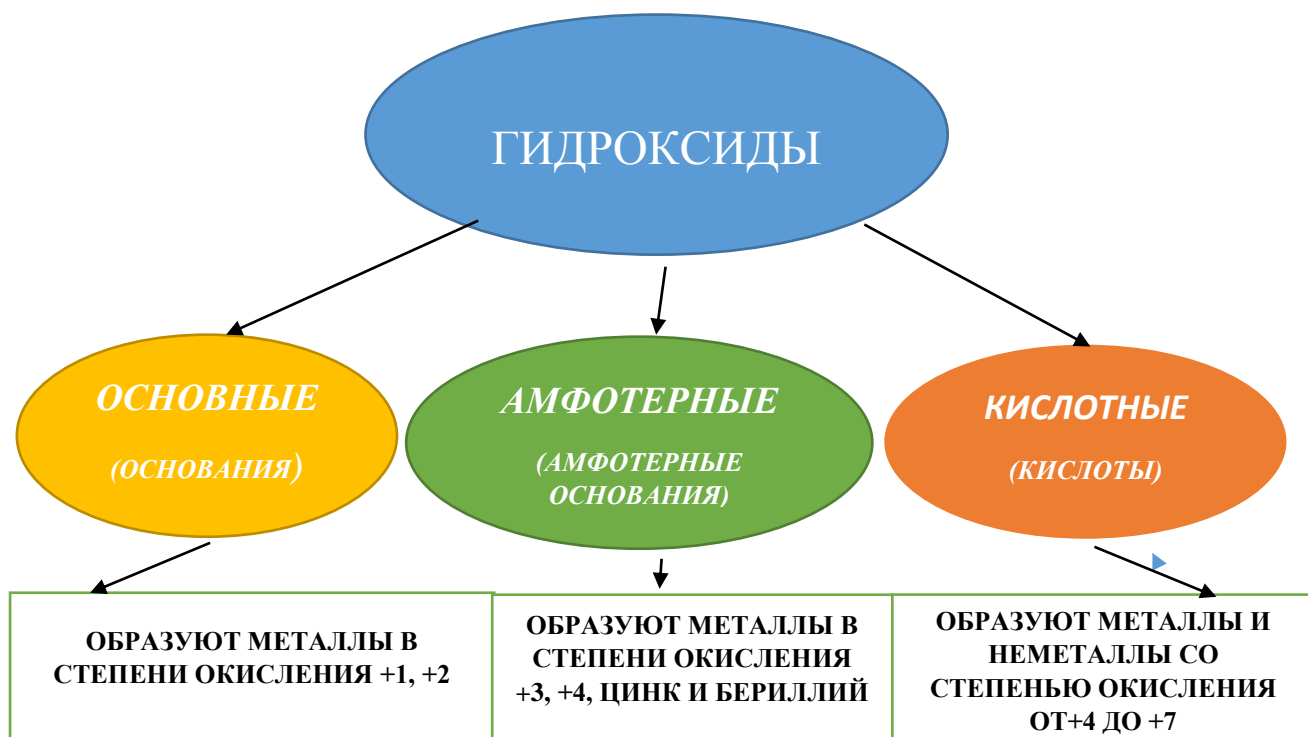 ГИДРОКСИДЫ
ОСНОВНЫЕ
(ОСНОВАНИЯ)
АМФОТЕРНЫЕ
(АМФОТЕРНЫЕ
ОСНОВАНИЯ)
КИСЛОТНЫЕ
(КИСЛОТЫ)
ОБРАЗУЮТ МЕТАЛЛЫ В
СТЕПЕНИ ОКИСЛЕНИЯ +1, +2
ОБРАЗУЮТ МЕТАЛЛЫ В
СТЕПЕНИ ОКИСЛЕНИЯ
+3, +4, ЦИНК И БЕРИЛЛИЙ
ОБРАЗУЮТ МЕТАЛЛЫ И
НЕМЕТАЛЛЫ СО
СТЕПЕНЬЮ ОКИСЛЕНИЯ
ОТ+4 ДО +7